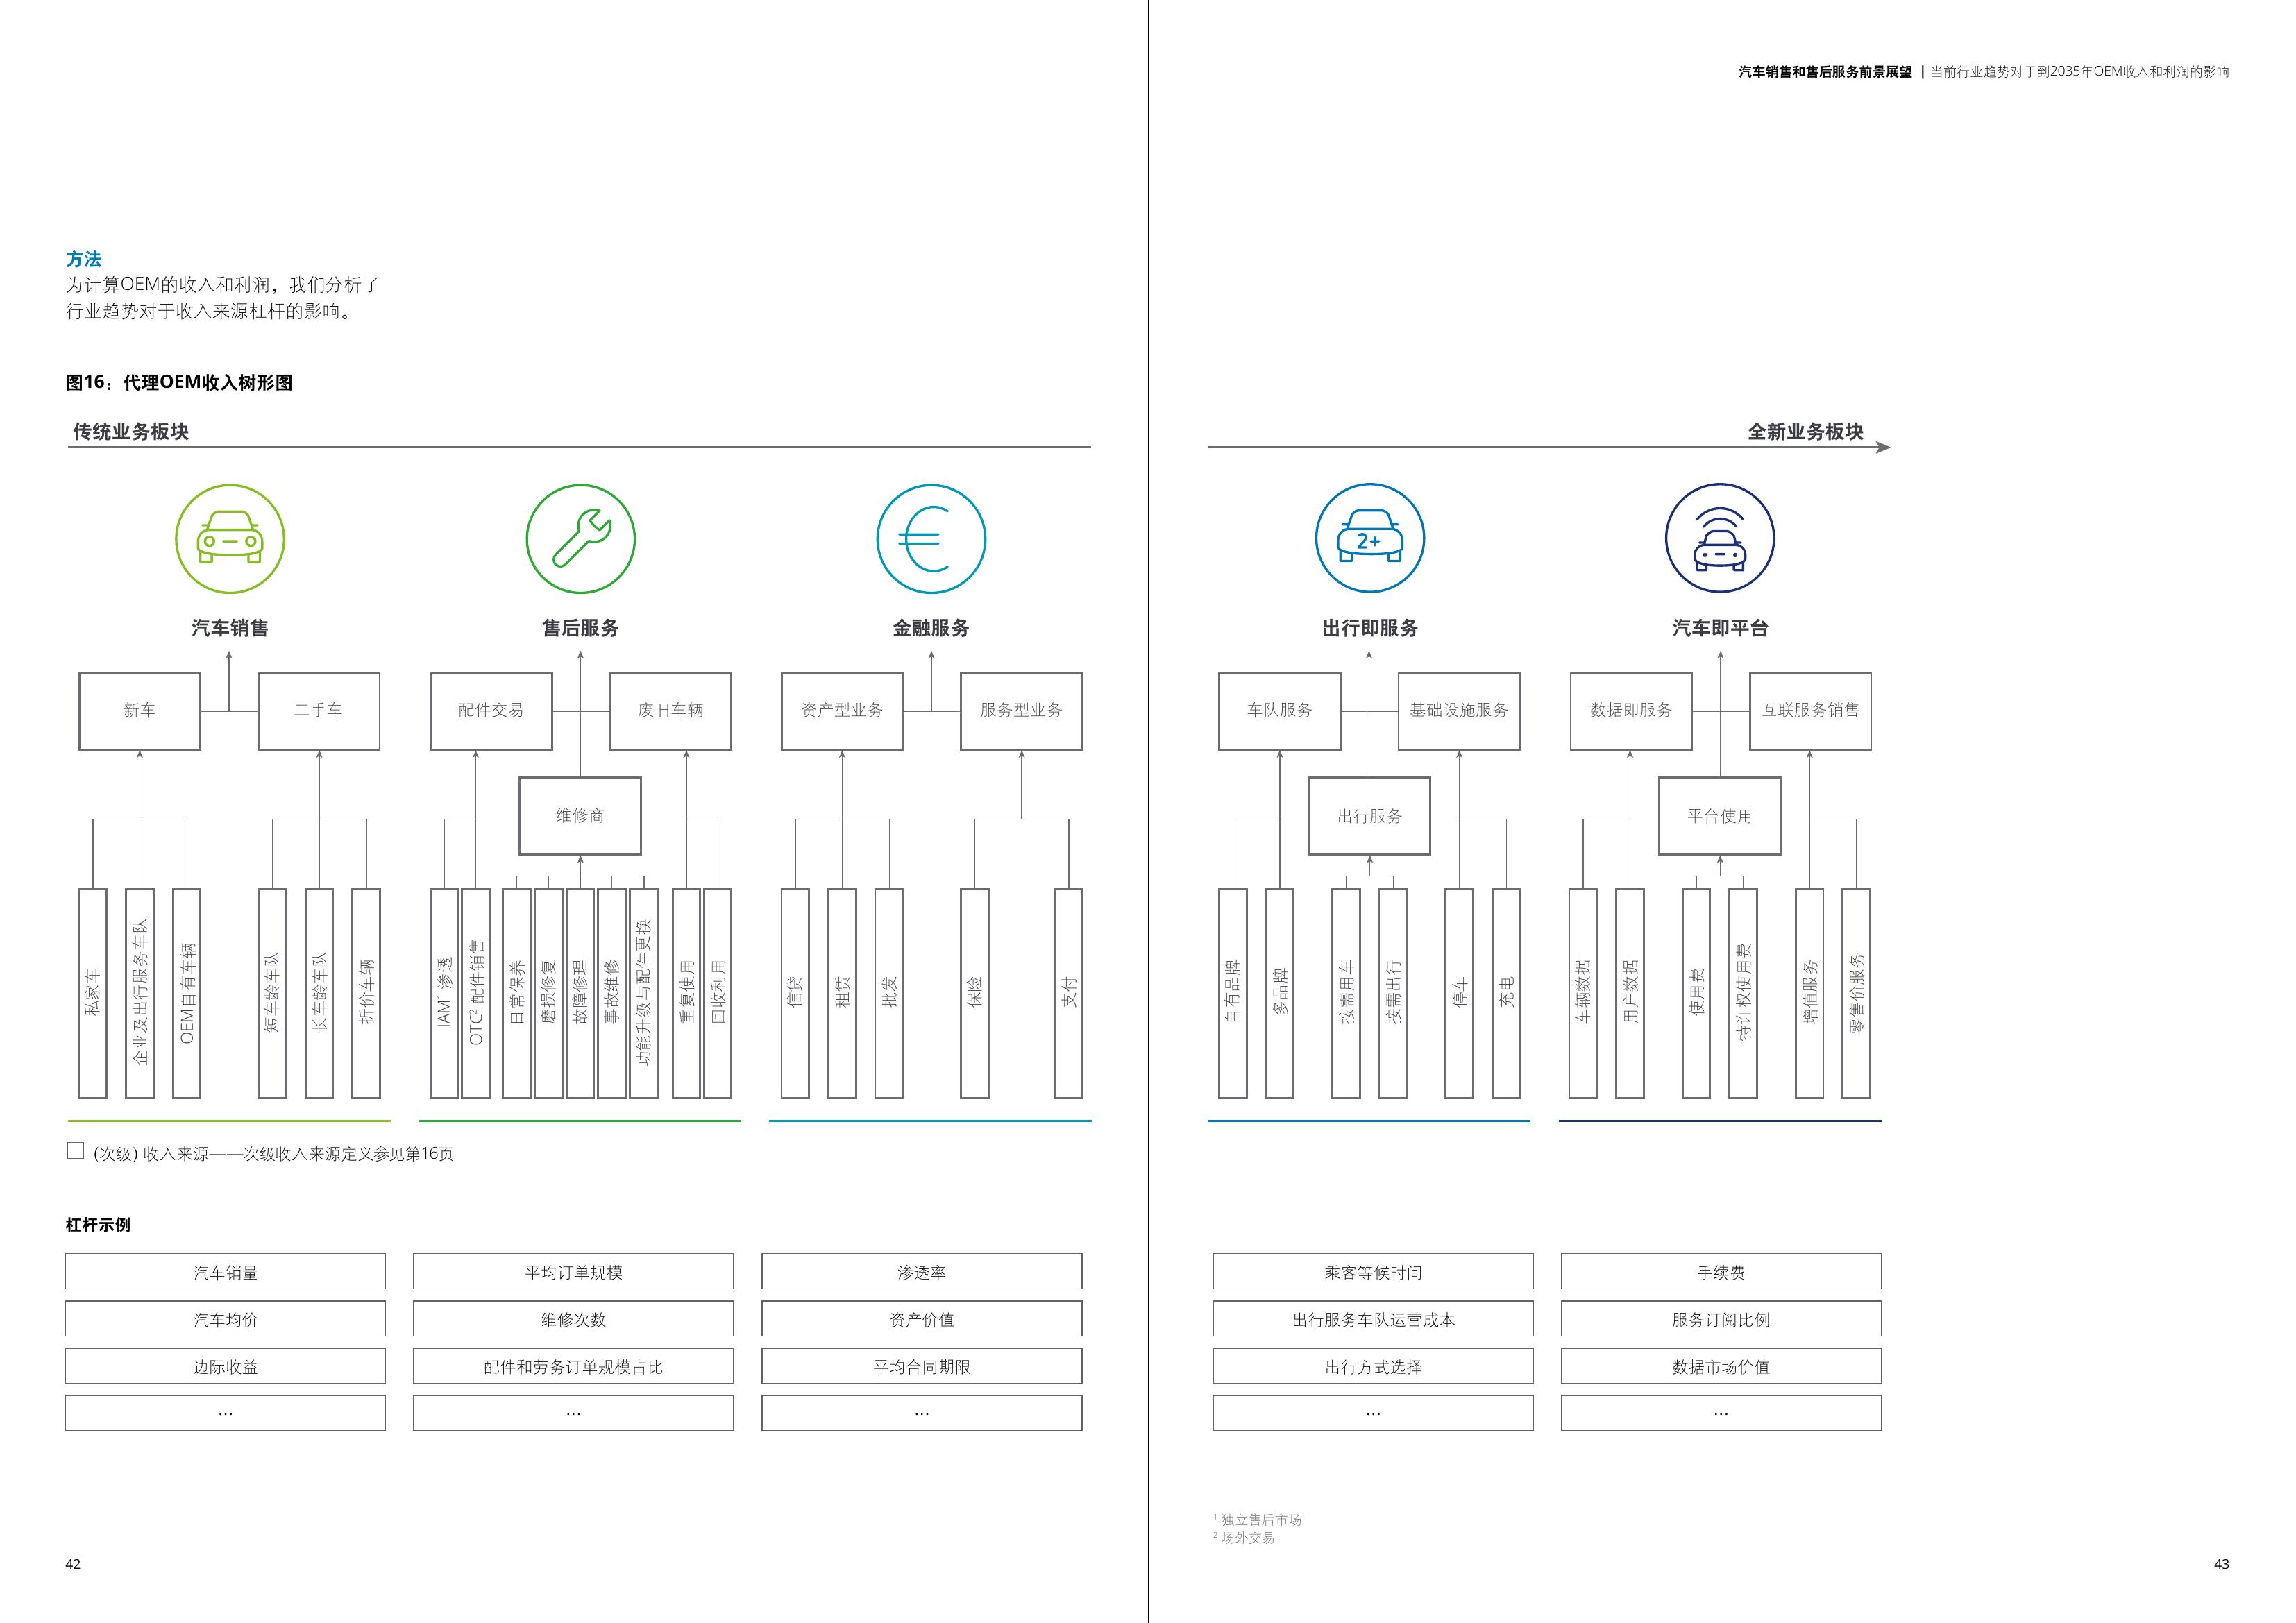 汽车销售和售后服务前景展望 | 当前行业趋势对于到2035年OEM收入和利润的影响
方法
为计算OEM的收入和利润，我们分析了
行业趋势对于收入来源杠杆的影响。
图16：代理OEM收入树形图
传统业务板块
全新业务板块
2+
汽车销售
售后服务
金融服务
出行即服务
汽车即平台
新车
二手车
配件交易
废旧车辆
资产型业务
服务型业务
车队服务
基础设施服务
数据即服务
互联服务销售
维修商
出行服务
平台使用
私家车
企业及出行服务车队
OEM自有车辆
短车龄车队
长车龄车队
折价车辆
IAM¹ 渗透
OTC² 配件销售
日常保养
磨损修复
故障修理
事故维修
功能升级与配件更换
重复使用
回收利用
信贷
租赁
批发
保险
支付
自有品牌
多品牌
按需用车
按需出行
停车
充电
车辆数据
用户数据
使用费
特许权使用费
增值服务
零售价服务
(次级) 收入来源——次级收入来源定义参见第16页
杠杆示例
汽车销量
平均订单规模
渗透率
乘客等候时间
手续费
汽车均价
维修次数
资产价值
出行服务车队运营成本
服务订阅比例
边际收益
配件和劳务订单规模占比
平均合同期限
出行方式选择
数据市场价值
…
…
…
…
…
¹ 独立售后市场
² 场外交易
42
43